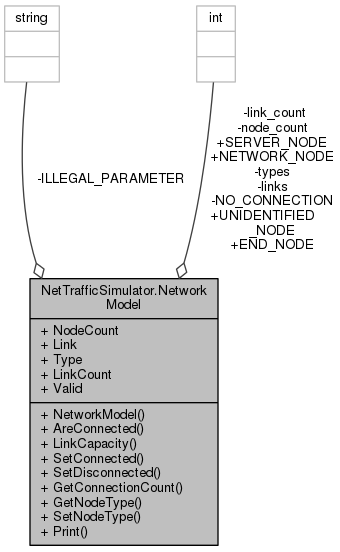 string
int
-link_count
-node_count
+SERVER_NODE
+NETWORK_NODE
-types
-links
-NO_CONNECTION
+UNIDENTIFIED
_NODE
+END_NODE
-ILLEGAL_PARAMETER
NetTrafficSimulator.Network
Model
+ NodeCount
+ Link
+ Type
+ LinkCount
+ Valid
+ NetworkModel()
+ AreConnected()
+ LinkCapacity()
+ SetConnected()
+ SetDisconnected()
+ GetConnectionCount()
+ GetNodeType()
+ SetNodeType()
+ Print()